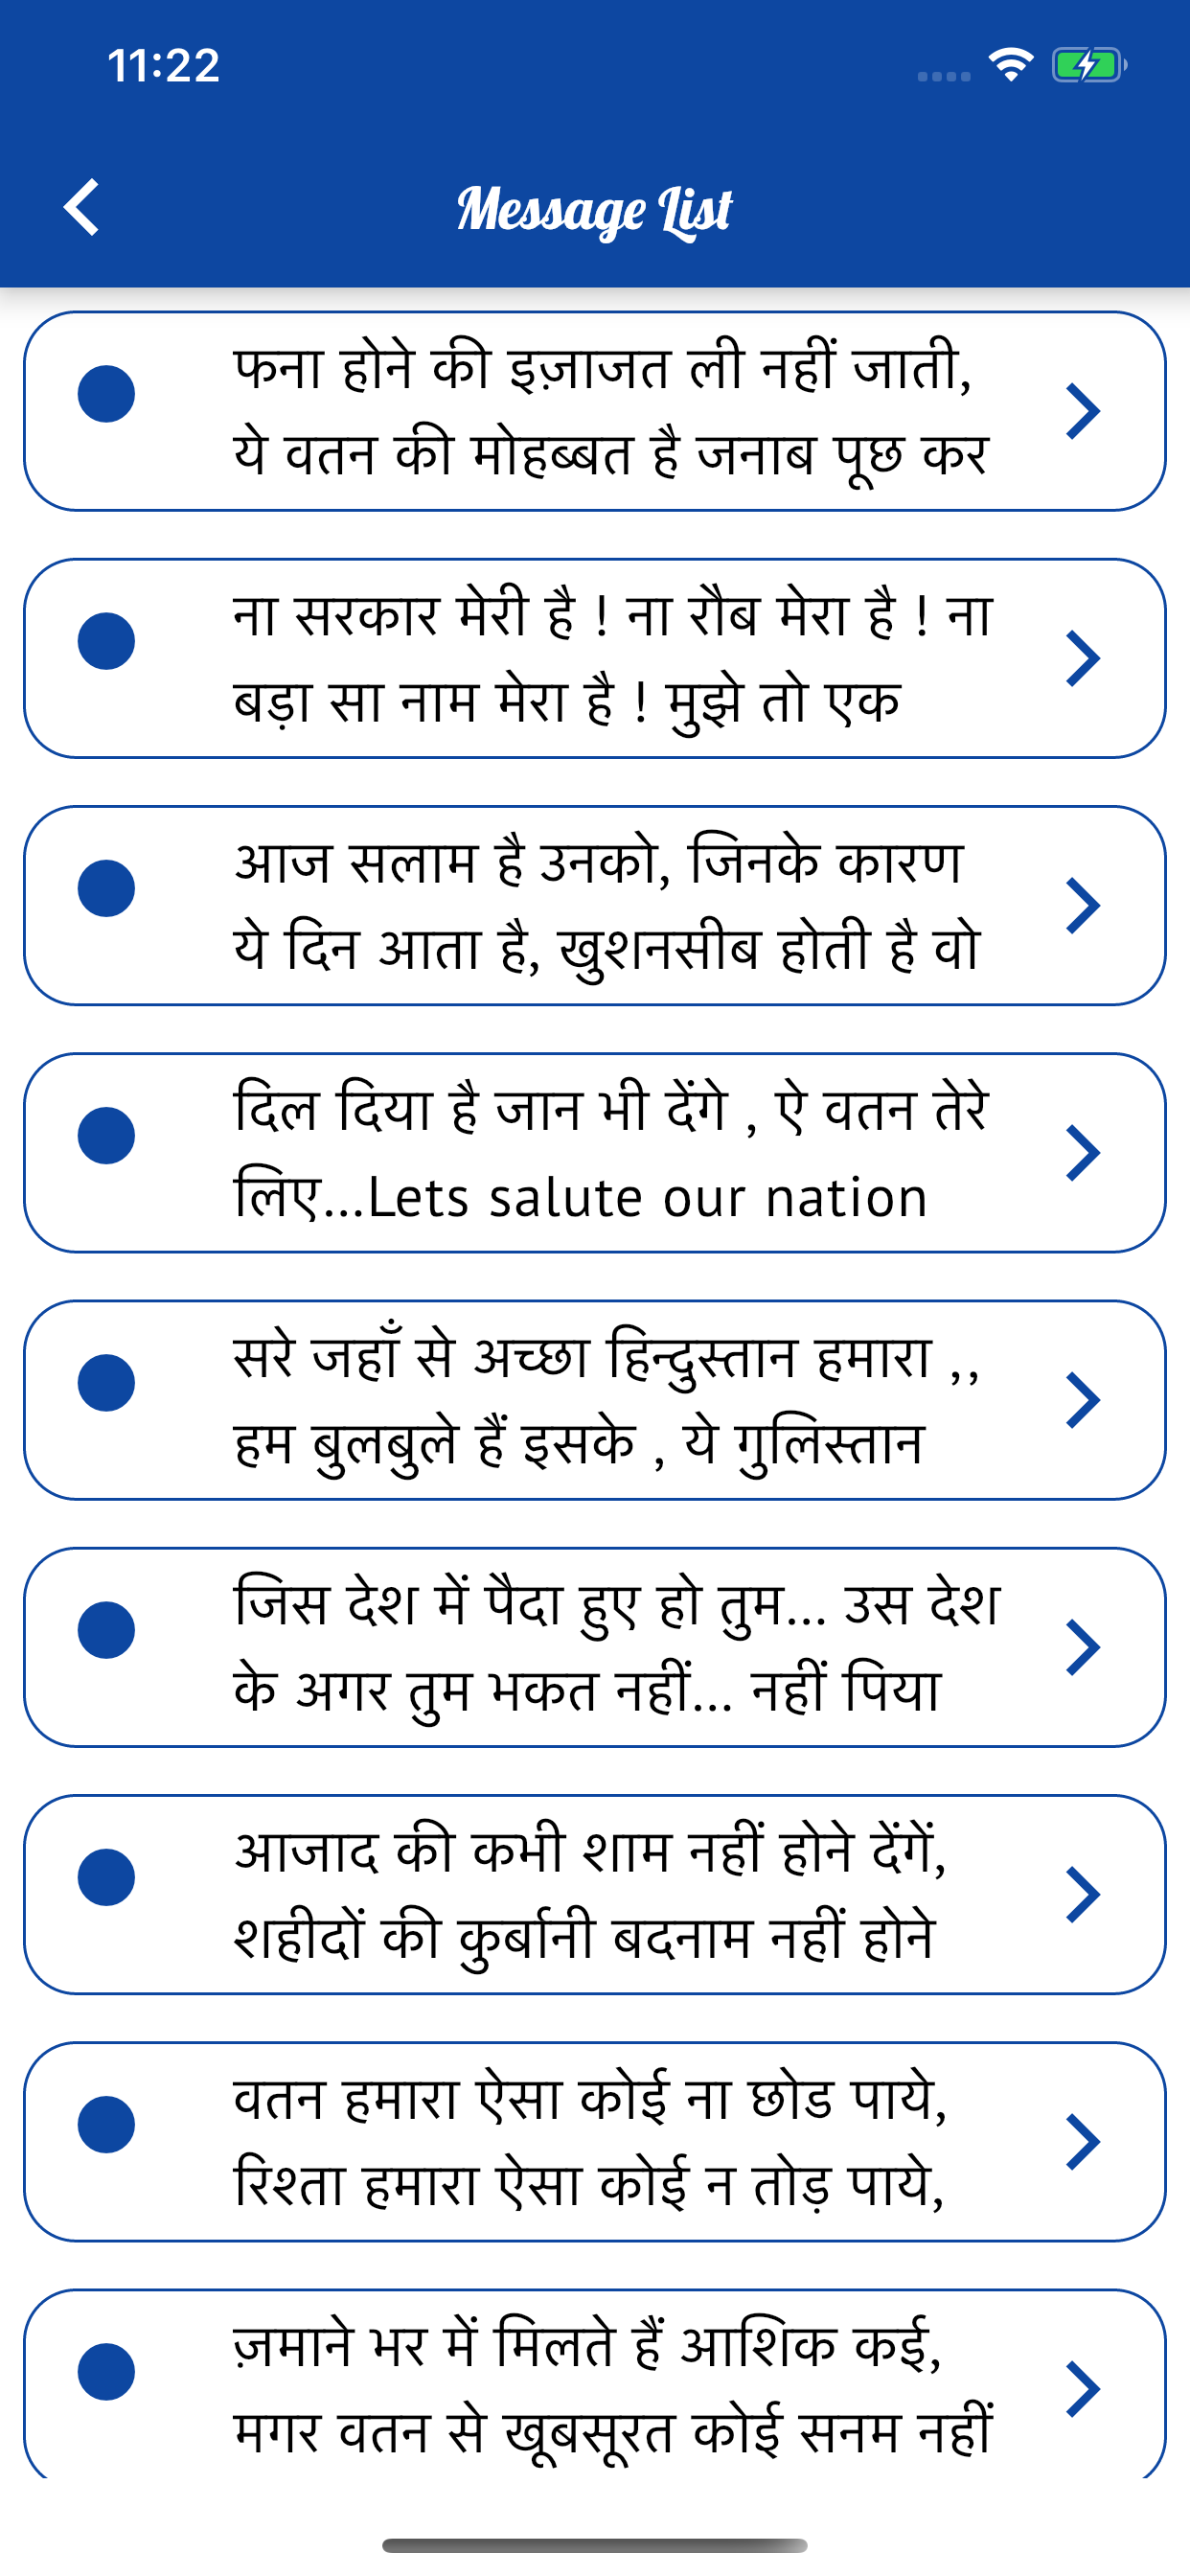 11:22
Message List
फना होने की इज़ाजत ली नहीं जाती,
ये वतन की मोहब्बत है जनाब पूछ कर
ना सरकार मेरी है ! ना रौब मेरा है ! ना
बड़ा सा नाम मेरा है ! मुझे तो एक
आज सलाम है उनको, जिनके कारण
ये दिन आता है, खुशनसीब होती है वो
दिल दिया है जान भी देंगे , ऐ वतन तेरे
लिए...Lets salute our nation
सरे जहाँ से अच्छा हिन्दुस्तान हमारा ,,
हम बुलबुले हैं इसके , ये गुलिस्तान
जिस देश में पैदा हुए हो तुम... उस देश
के अगर तुम भकत नहीं... नहीं पिया
आजाद की कभी शाम नहीं होने देंगें,
शहीदों की कुर्बानी बदनाम नहीं होने
वतन हमारा ऐसा कोई ना छोड पाये,
रिश्ता हमारा ऐसा कोई न तोड़ पाये,
ज़माने भर में मिलते हैं आशिक कई,
मगर वतन से खूबसूरत कोई सनम नहीं